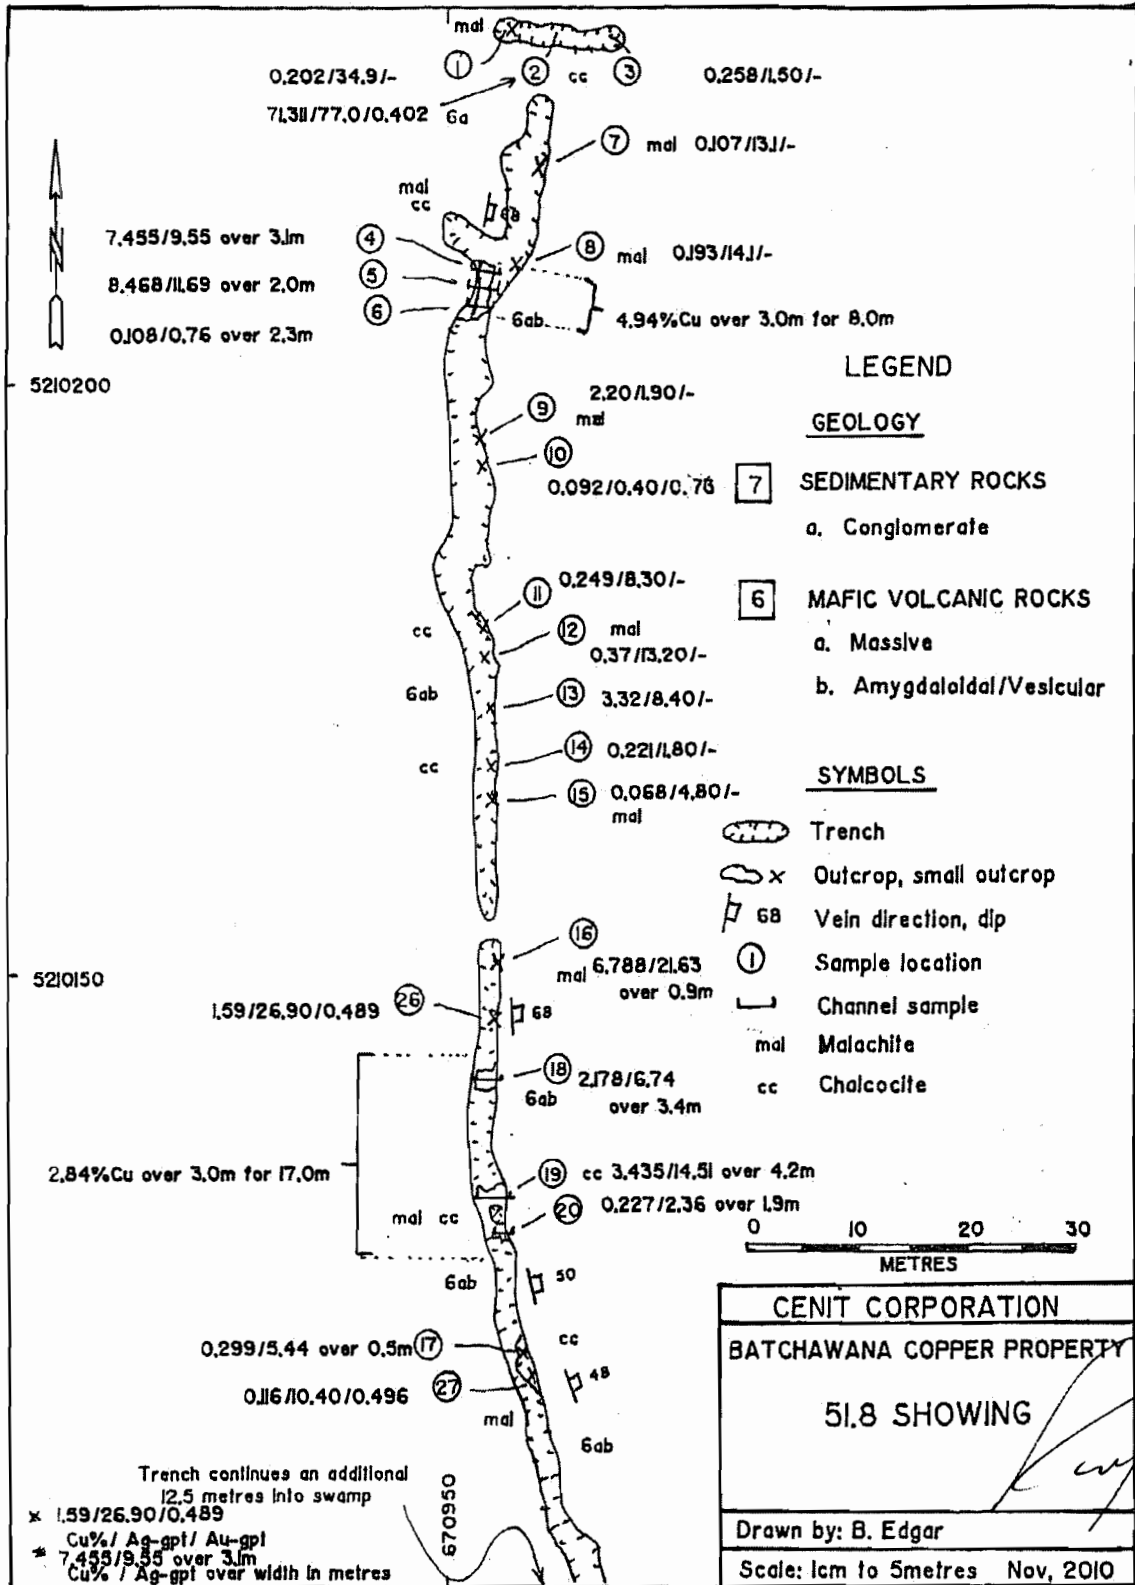 mal
1
2
cc
3
0.202/34.9/-
0.258/1.50/-
71.311/77.0/0.402
6a
7
mal 0.107/13.1/-
mal
cc
68
7.455/9.55 over 3.1m
4
8
mal 0.193/14.1/-
8.468/11.69 over 2.0m
5
6
0.108/0.76 over 2.3m
6ab
4.94%Cu over 3.0m for 8.0m
LEGEND
5210200
2.20/1.90/-
9
mal
GEOLOGY
10
0.092/0.40/0.76
7
SEDIMENTARY ROCKS
a. Conglomerate
11
0.249/8.30/-
6
MAFIC VOLCANIC ROCKS
cc
12
mal
0.37/13.20/-
a. Massive
6ab
13
3.32/8.40/-
b. Amygdaloidal/Vesicular
14
0.221/1.80/-
cc
15
0.068/4.80/-
mal
SYMBOLS
Trench
Outcrop, small outcrop
68
Vein direction, dip
16
1
Sample location
5210150
mal 6.788/21.63
over 0.9m
Channel sample
1.59/26.90/0.489
26
68
mal
Malachite
18
2.178/6.74
over 3.4m
6ab
cc
Chalcocite
2.84%Cu over 3.0m for 17.0m
19
cc 3.435/14.51 over 4.2m
20
0.227/2.36 over 1.9m
mal cc
0 10 20 30
METRES
6ab
50
CENIT CORPORATION
BATCHAWANA COPPER PROPERTY
51.8 SHOWING
0.299/5.44 over 0.5m
17
cc
0.116/10.40/0.496
27
48
mal
6ab
Trench continues an additional
12.5 metres into swamp
670950
1.59/26.90/0.489
Cu%/ Ag-gpt/ Au-gpt
7.455/9.55 over 3.1m
Cu% / Ag-gpt over width in metres
Drawn by: B. Edgar
Scale: 1cm to 5metres Nov, 2010